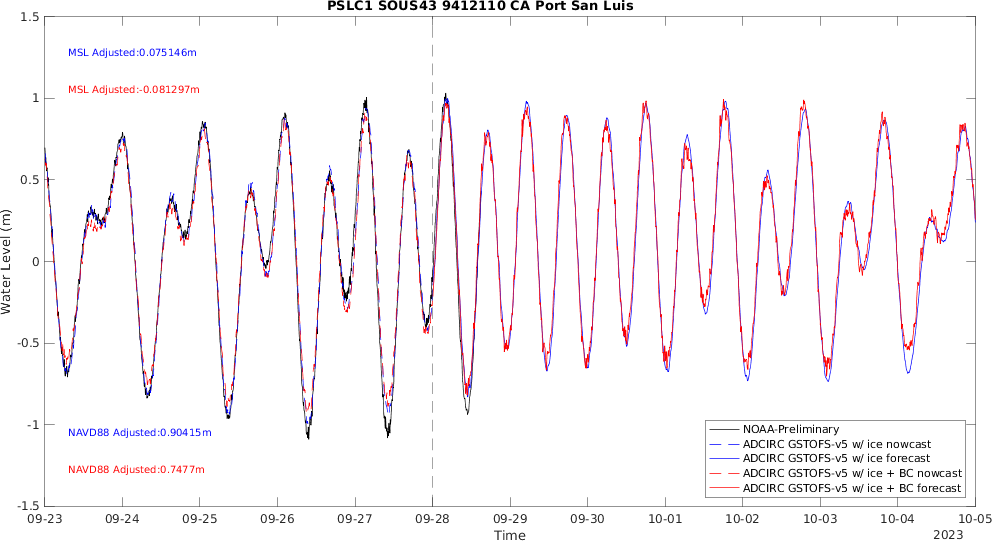 PSLC1 SOUS43 9412110 CA Port San Luis
1.5
1
0.5
0
-0.5
-1
-1.5
Water Level (m)
MSL Adjusted:0.075146m
MSL Adjusted:-0.081297m
NAVD88 Adjusted:0.90415m
NAVD88 Adjusted:0.7477m
NOAA-Preliminary
ADCIRC GSTOFS-v5 w/ ice nowcast
ADCIRC GSTOFS-v5 w/ ice forecast
ADCIRC GSTOFS-v5 w/ ice + BC nowcast
ADCIRC GSTOFS-v5 w/ ice + BC forecast
09-23 09-24 09-25 09-26 09-27 09-28 09-29 09-30 10-01 10-02 10-03 10-04 10-05
Time
2023